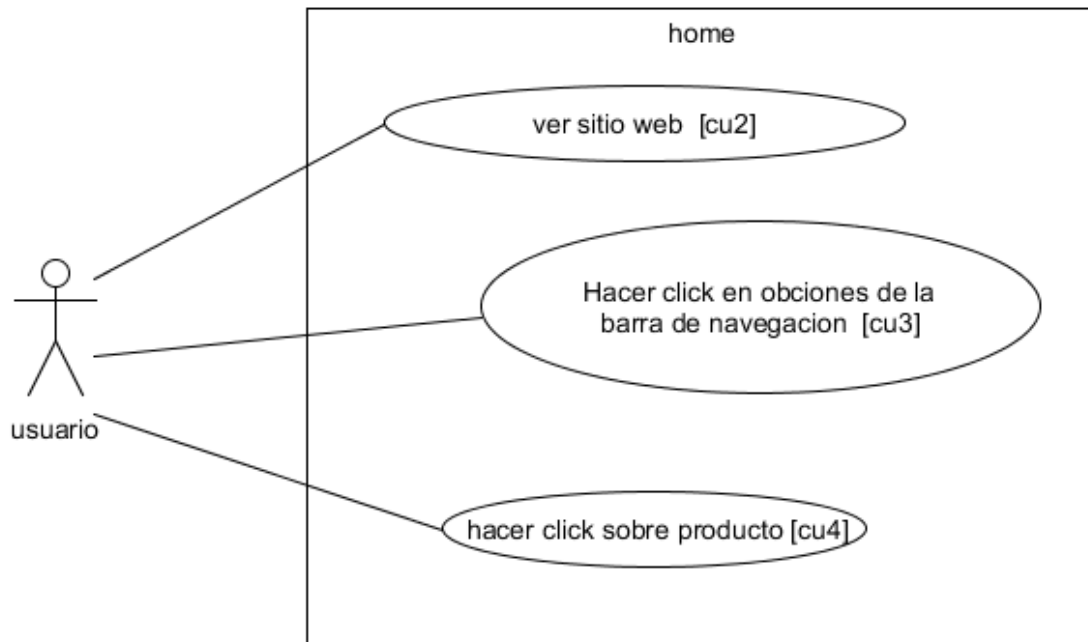 home
ver sitio web [cu2]
Hacer click en obciones de la
barra de navegacion [cu3]
usuario
hacer click sobre producto [cu4]